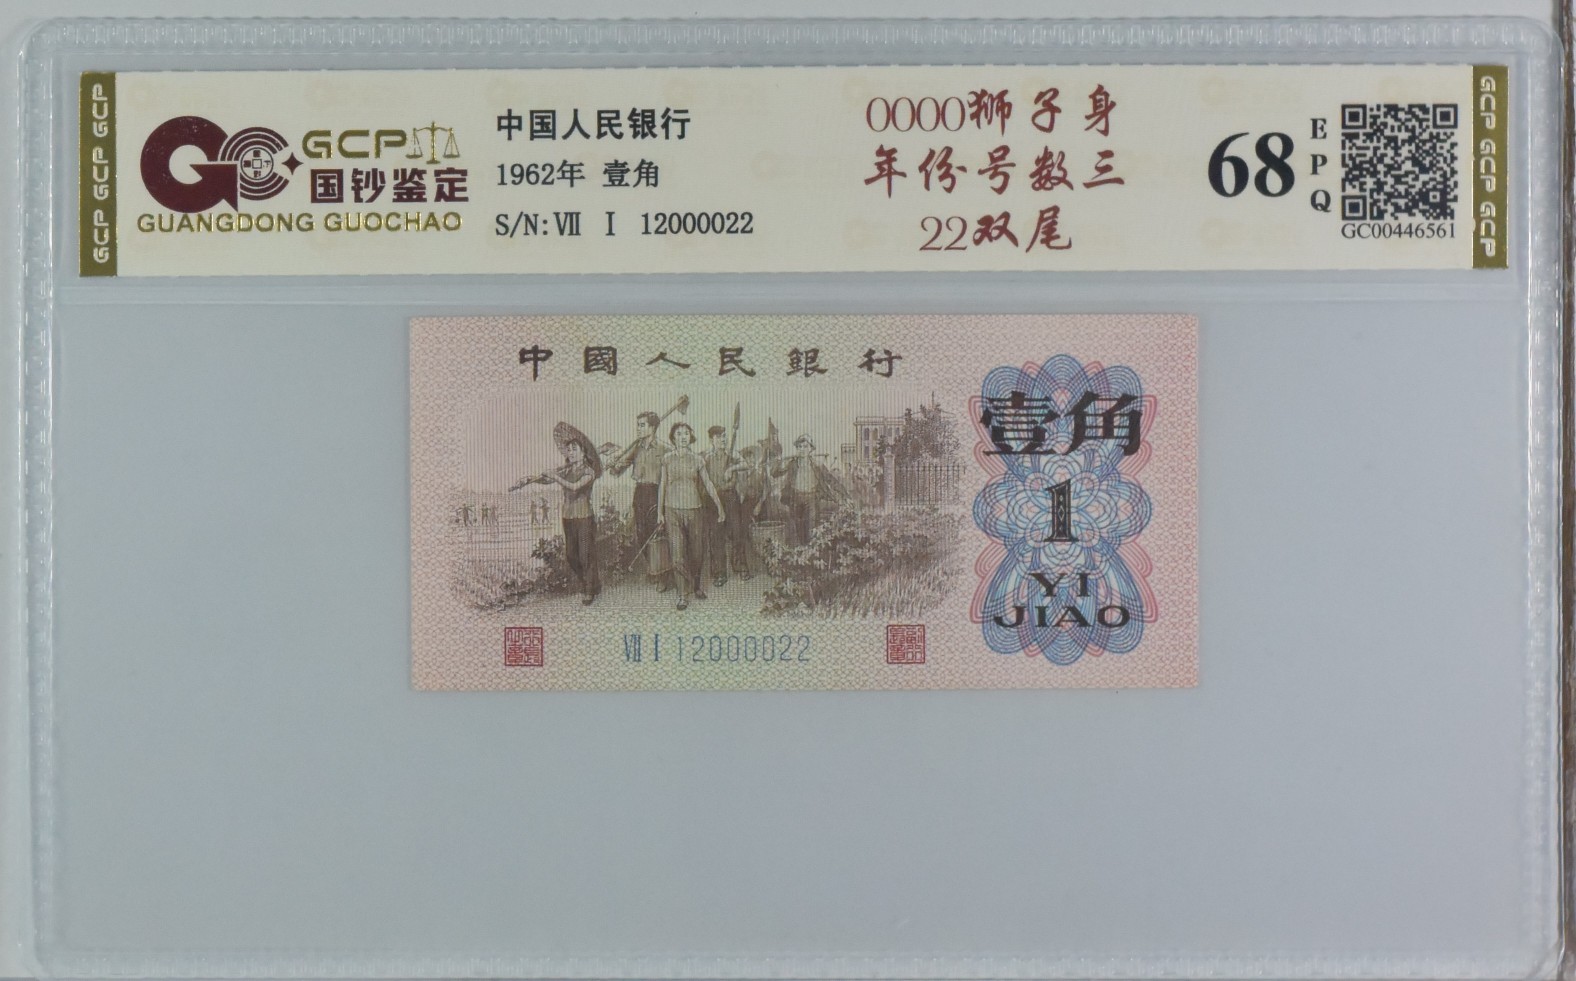 GCP GCP GCP
GCP
国钞鉴定
GUANGDONG GUOCHAO
中国人民银行
1962年 壹角
S/N: Ⅶ Ⅰ 12000022
0000狮子身
年份号数三
22双尾
68
EPQ
GC00446561
GCP GCP GCP
中國人民銀行
壹角
1
YI
JIAO
Ⅶ Ⅰ 12000022